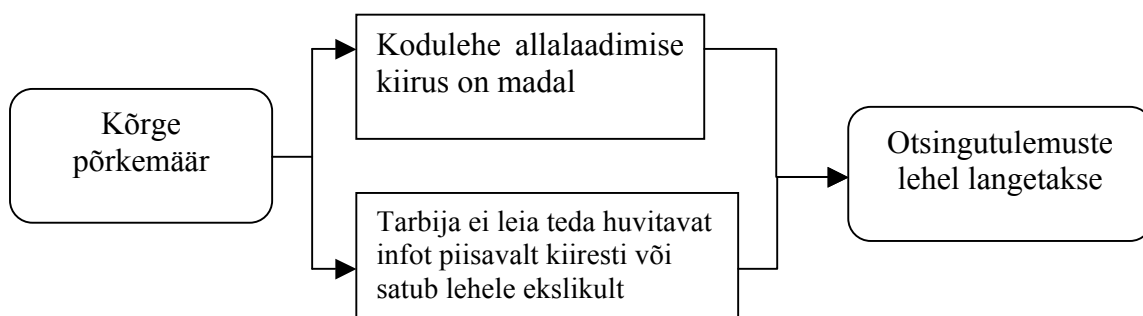 Kõrge
põrkemäär
Kodulehe allalaadimise
kiirus on madal
Tarbija ei leia teda huvitavat
infot piisavalt kiiresti või
satub lehele ekslikult
Otsingutulemuste
lehel langetakse